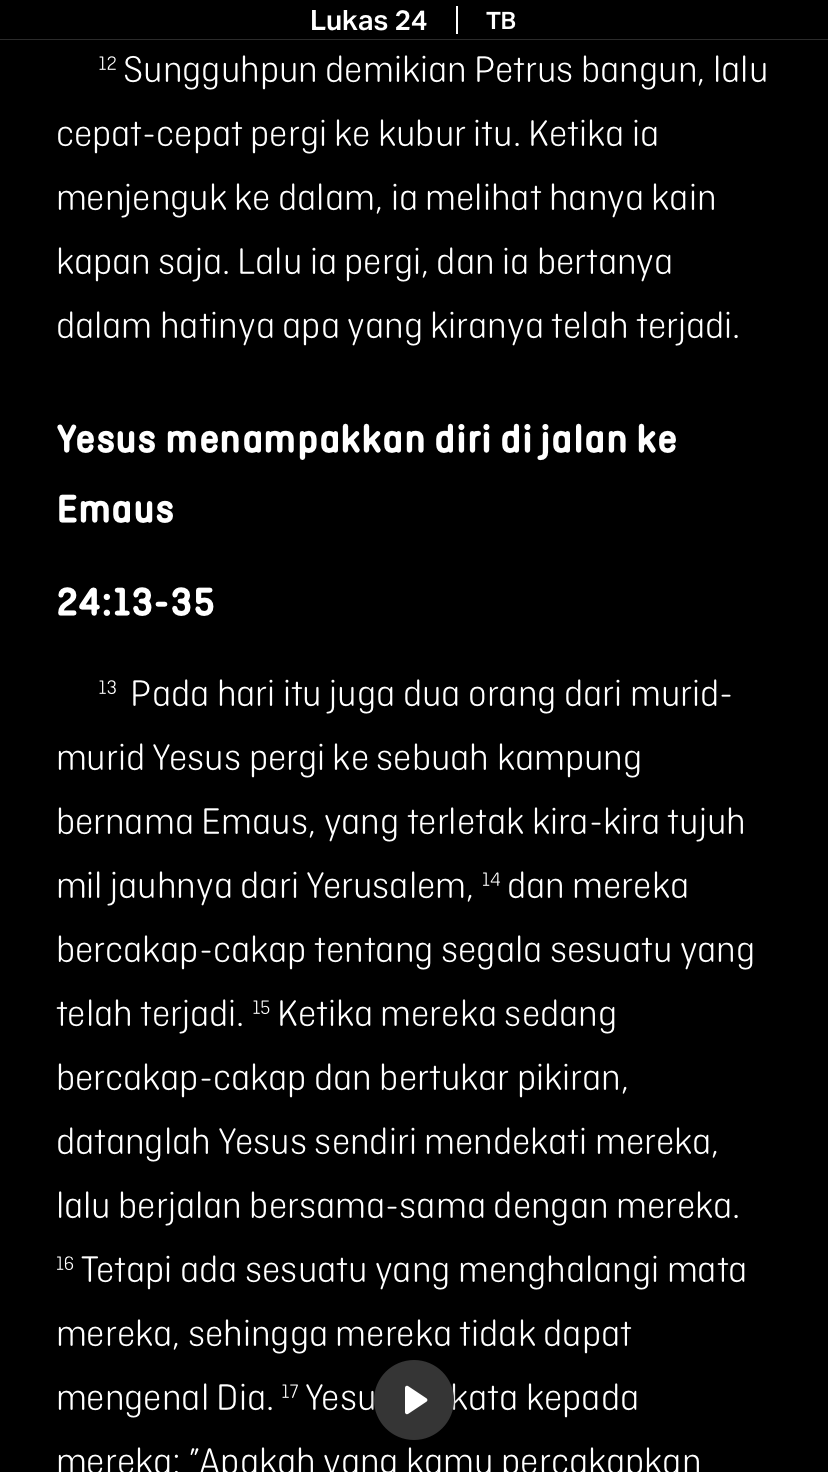 Lukas 24 | TB
12 Sungguhpun demikian Petrus bangun, lalu
cepat-cepat pergi ke kubur itu. Ketika ia
menjenguk ke dalam, ia melihat hanya kain
kapan saja. Lalu ia pergi, dan ia bertanya
dalam hatinya apa yang kiranya telah terjadi.
Yesus menampakkan diri di jalan ke
Emaus
24:13-35
13 Pada hari itu juga dua orang dari murid-
murid Yesus pergi ke sebuah kampung
bernama Emaus, yang terletak kira-kira tujuh
mil jauhnya dari Yerusalem, 14 dan mereka
bercakap-cakap tentang segala sesuatu yang
telah terjadi. 15 Ketika mereka sedang
bercakap-cakap dan bertukar pikiran,
datanglah Yesus sendiri mendekati mereka,
lalu berjalan bersama-sama dengan mereka.
16 Tetapi ada sesuatu yang menghalangi mata
mereka, sehingga mereka tidak dapat
mengenal Dia. 17 Yesu kata kepada
mereka: "Apakah yang kamu percakapkan